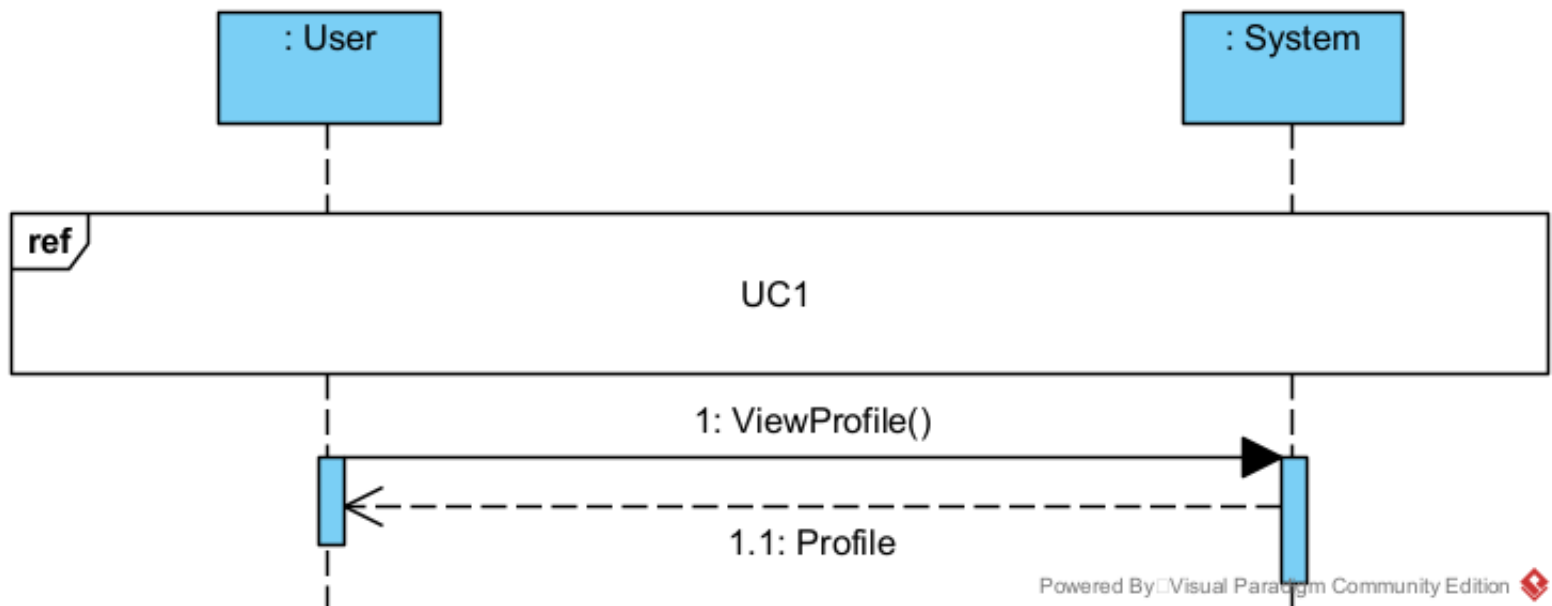 : User
: System
ref
UC1
1: ViewProfile()
1.1: Profile
Powered By Visual Paradigm Community Edition